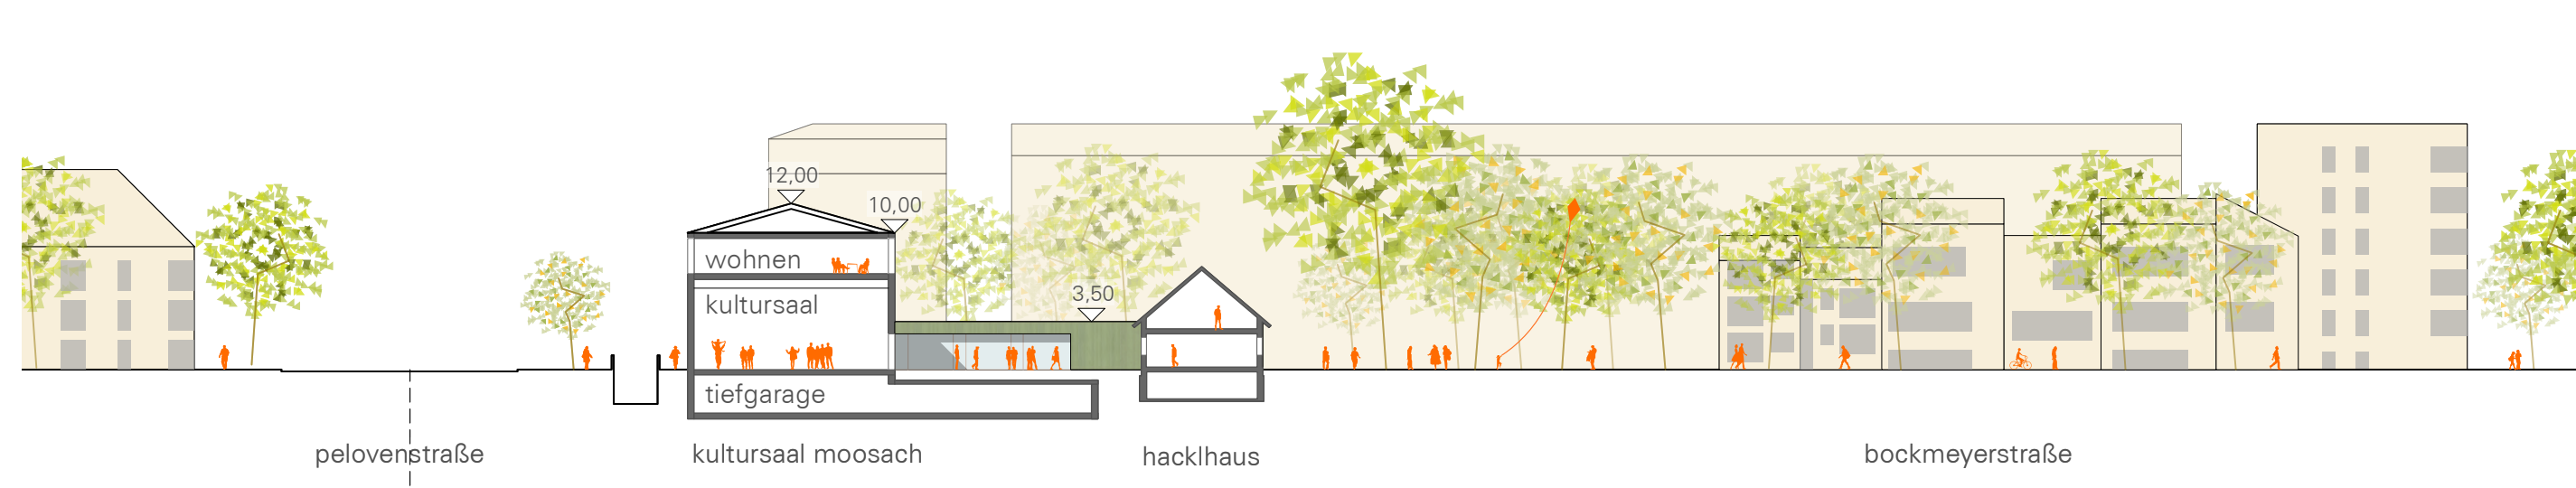 12,00
10,00
wohnen
kultursaal
3,50
tiefgarage
pelovenstraße
kultursaal moosach
hacklhaus
bockmeyerstraße